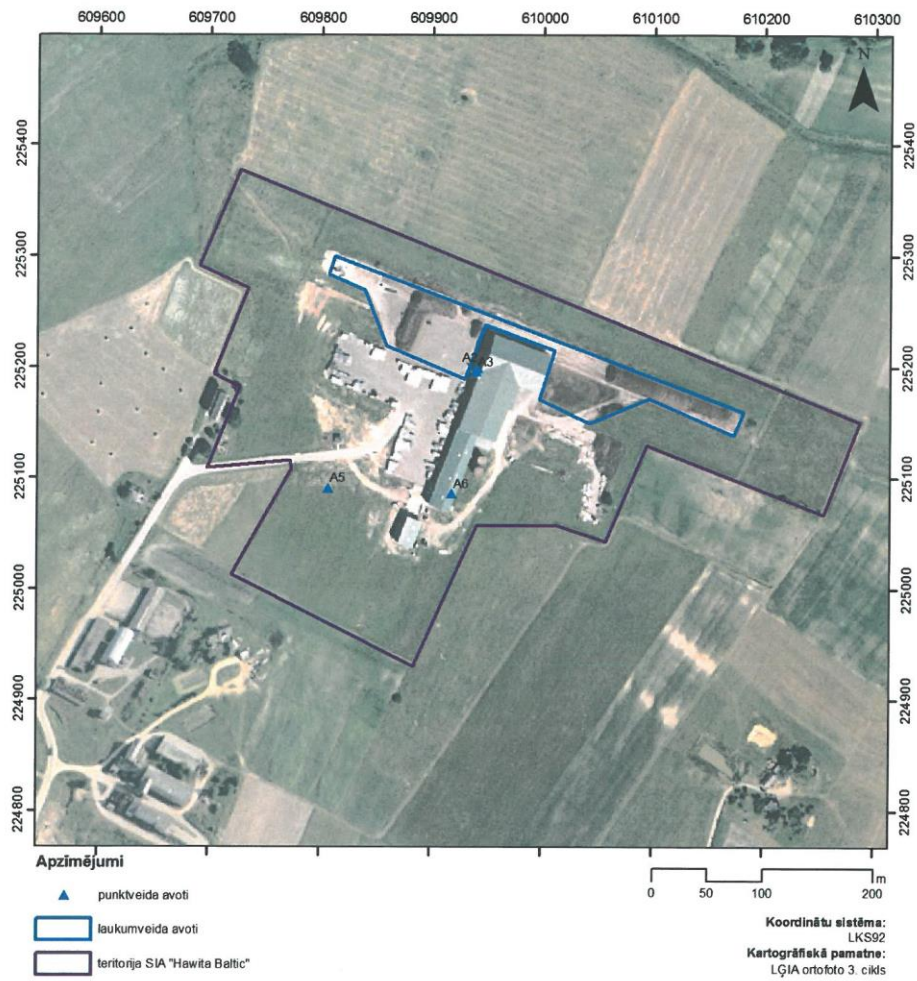 609600 609700 609800 609900 610000 610100 610200 610300
N
225400 225400
225300 225300
225200 225200
A3
225100 225100
A5
A6
225000 225000
224900 224900
224800 224800
Apzīmējumi
punktveida avoti
laukumveida avoti
teritorija SIA "Hawita Baltic"
m
0 50 100 200
Koordinātu sistēma:
LKS92
Kartogrāfiskā pamatne:
LĢIA ortofoto 3. cikls